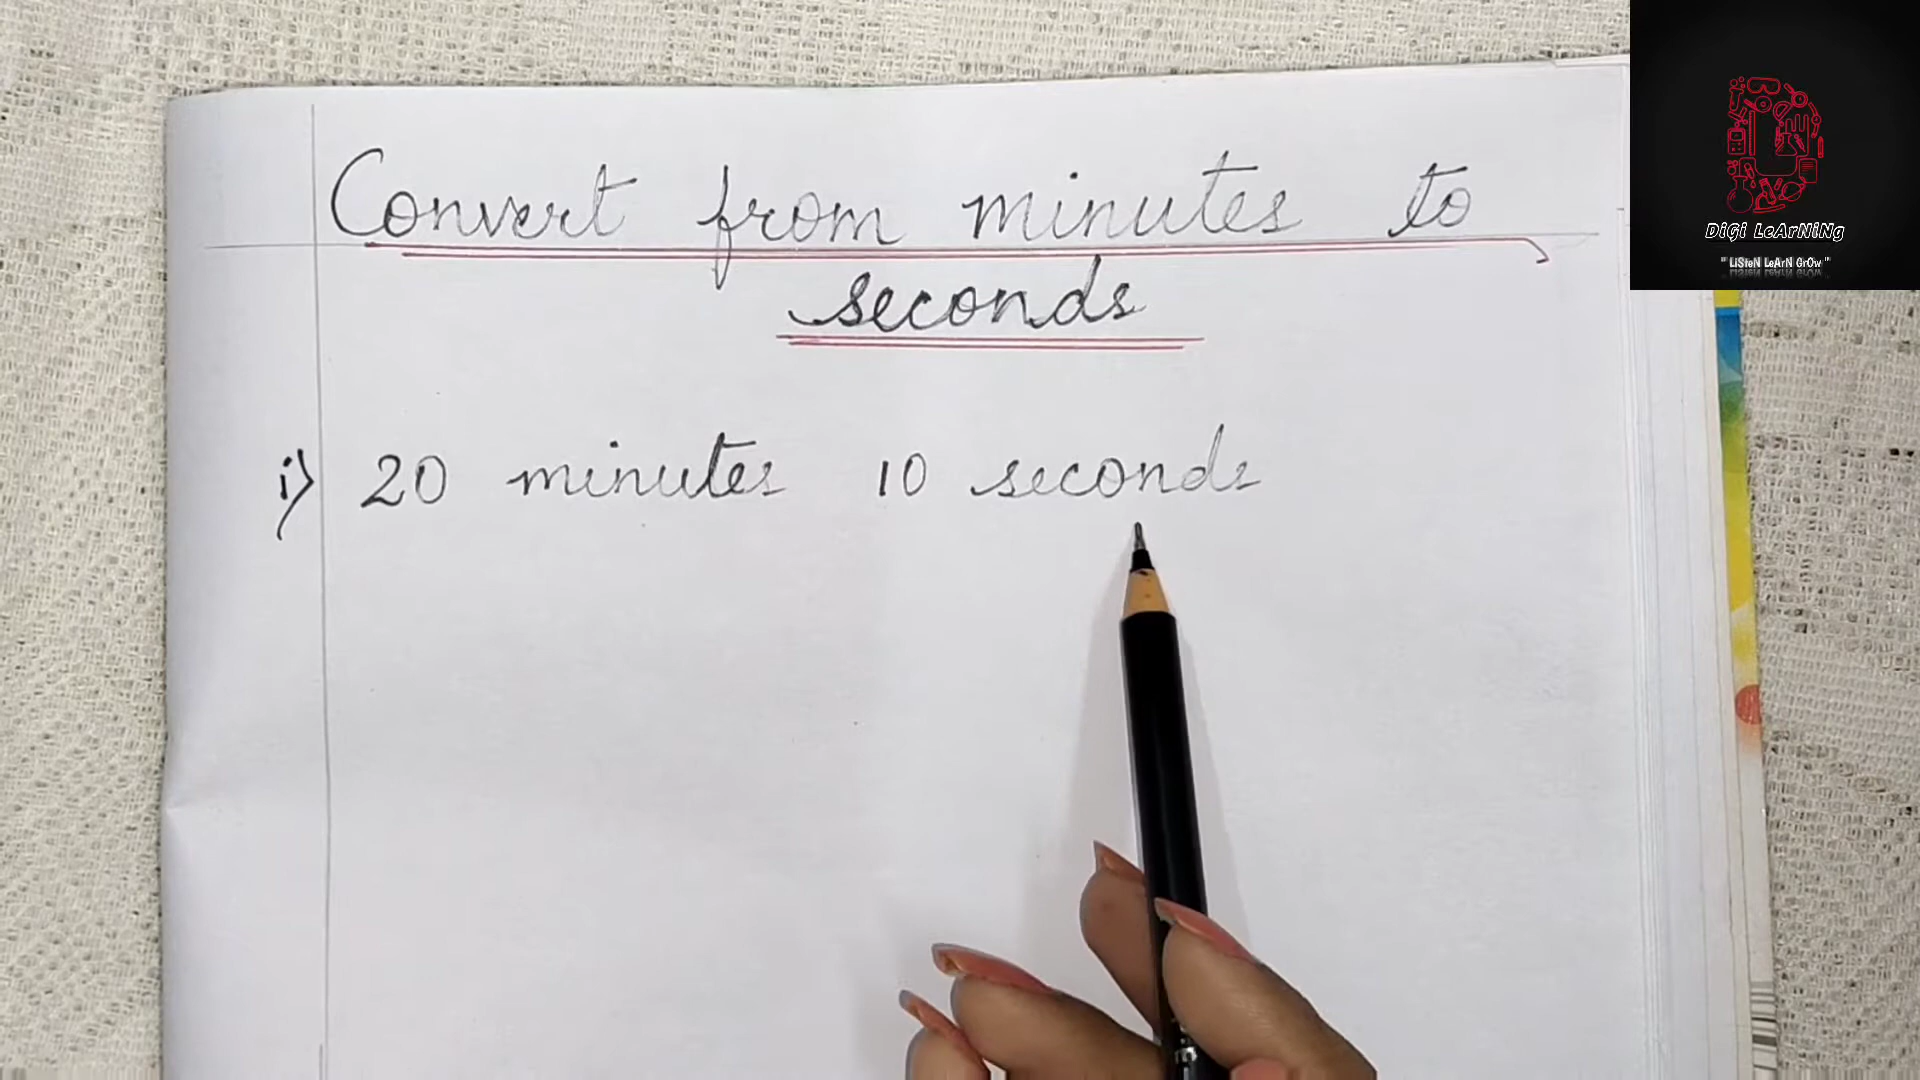 Convert from minutes to
seconds
i) 20 minutes 10 seconds
DiGi LeArNiNg
" LiSteN LeArN GrOw "